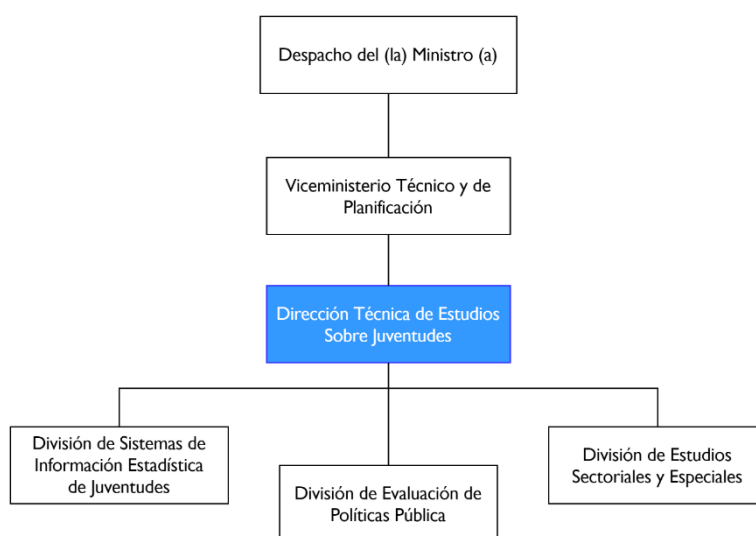 Despacho del (la) Ministro (a)
Viceministerio Técnico y de
Planificación
Dirección Técnica de Estudios
Sobre Juventudes
División de Sistemas de
Información Estadística
de Juventudes
División de Evaluación de
Políticas Pública
División de Estudios
Sectoriales y Especiales